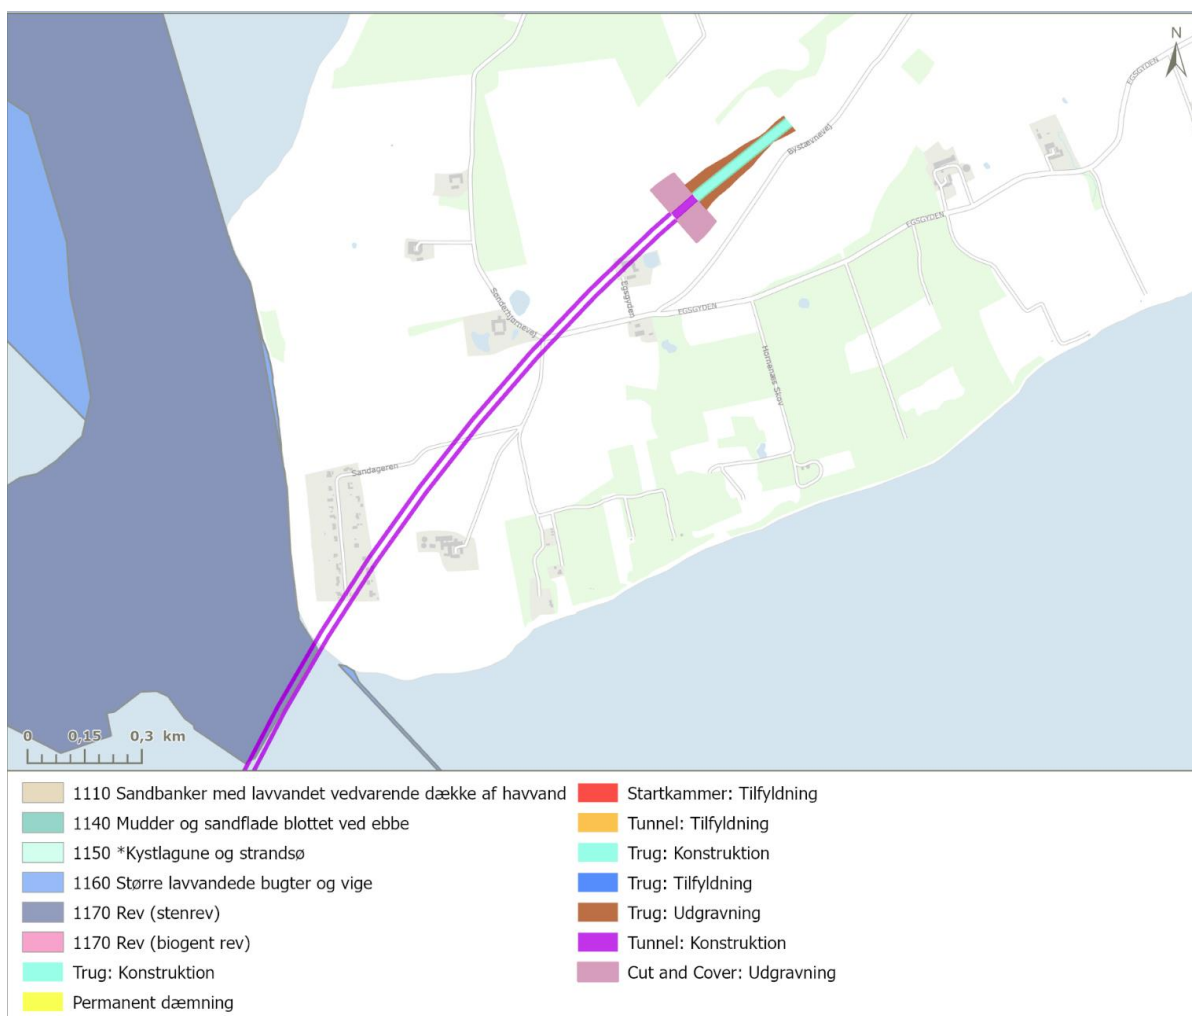 N
EGSGYDEN
Bystævnevej
EGSGYDEN
Sønderhjørnevej
Egsgyden
EGSGYDEN
Hornenæs Skov
Sandageren
0 0,15 0,3 km
1110 Sandbanker med lavvandet vedvarende dække af havvand
1140 Mudder og sandflade blottet ved ebbe
1150 *Kystlagune og strandsø
1160 Større lavvandede bugter og vige
1170 Rev (stenrev)
1170 Rev (biogent rev)
Trug: Konstruktion
Permanent dæmning
Startkammer: Tilfyldning
Tunnel: Tilfyldning
Trug: Konstruktion
Trug: Tilfyldning
Trug: Udgravning
Tunnel: Konstruktion
Cut and Cover: Udgravning